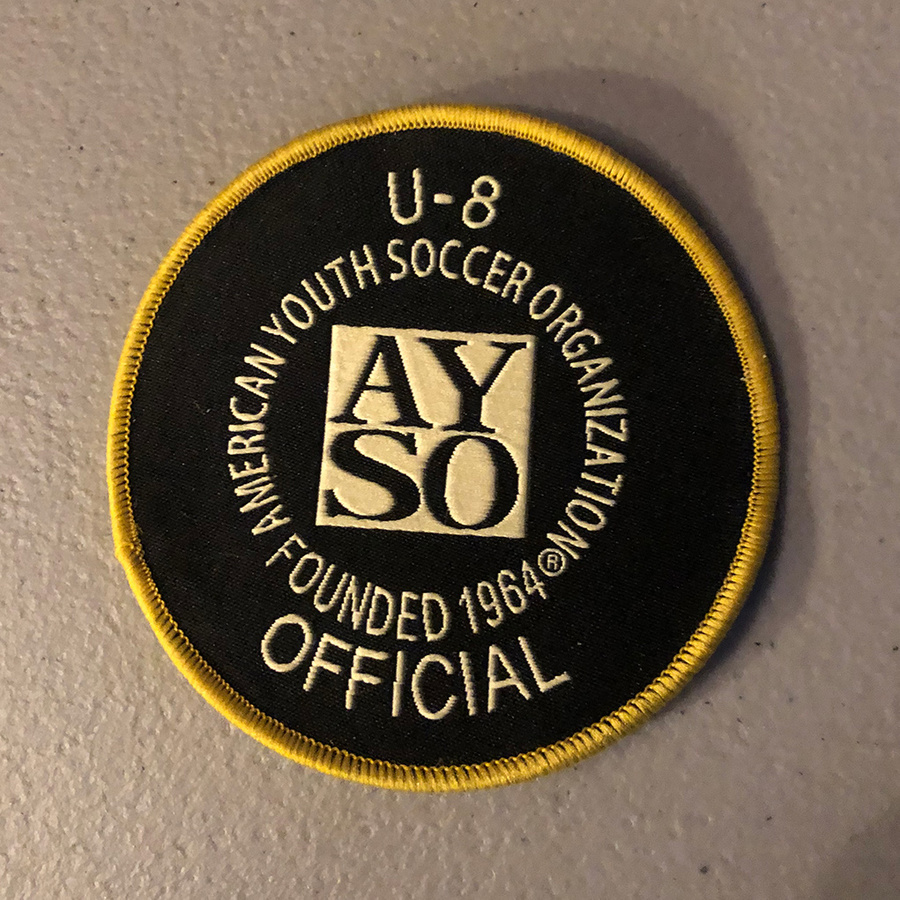 U-8
AMERICAN YOUTH SOCCER ORGANIZATION®
AY
SO
FOUNDED 1964
OFFICIAL